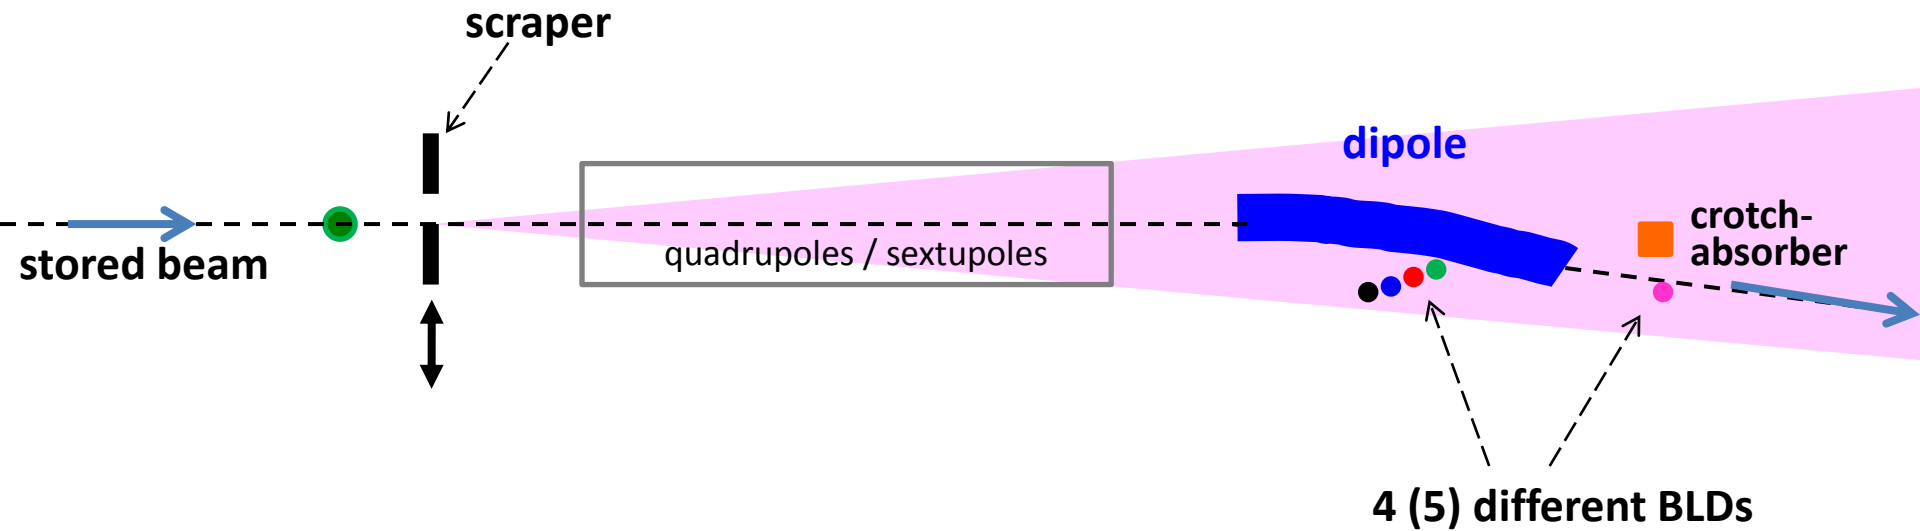 scraper
dipole
crotch-
absorber
quadrupoles / sextupoles
stored beam
4 (5) different BLDs